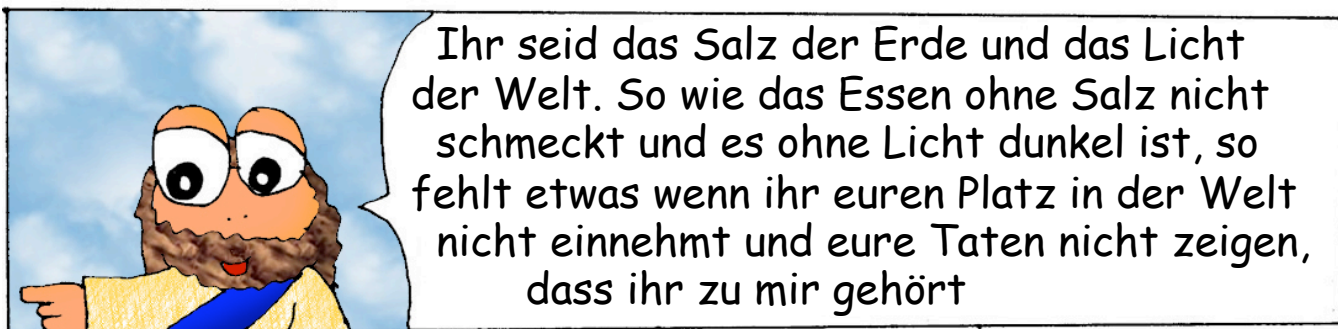 Ihr seid das Salz der Erde und das Licht
der Welt. So wie das Essen ohne Salz nicht
schmeckt und es ohne Licht dunkel ist, so
fehlt etwas wenn ihr euren Platz in der Welt
nicht einnehmt und eure Taten nicht zeigen,
dass ihr zu mir gehört